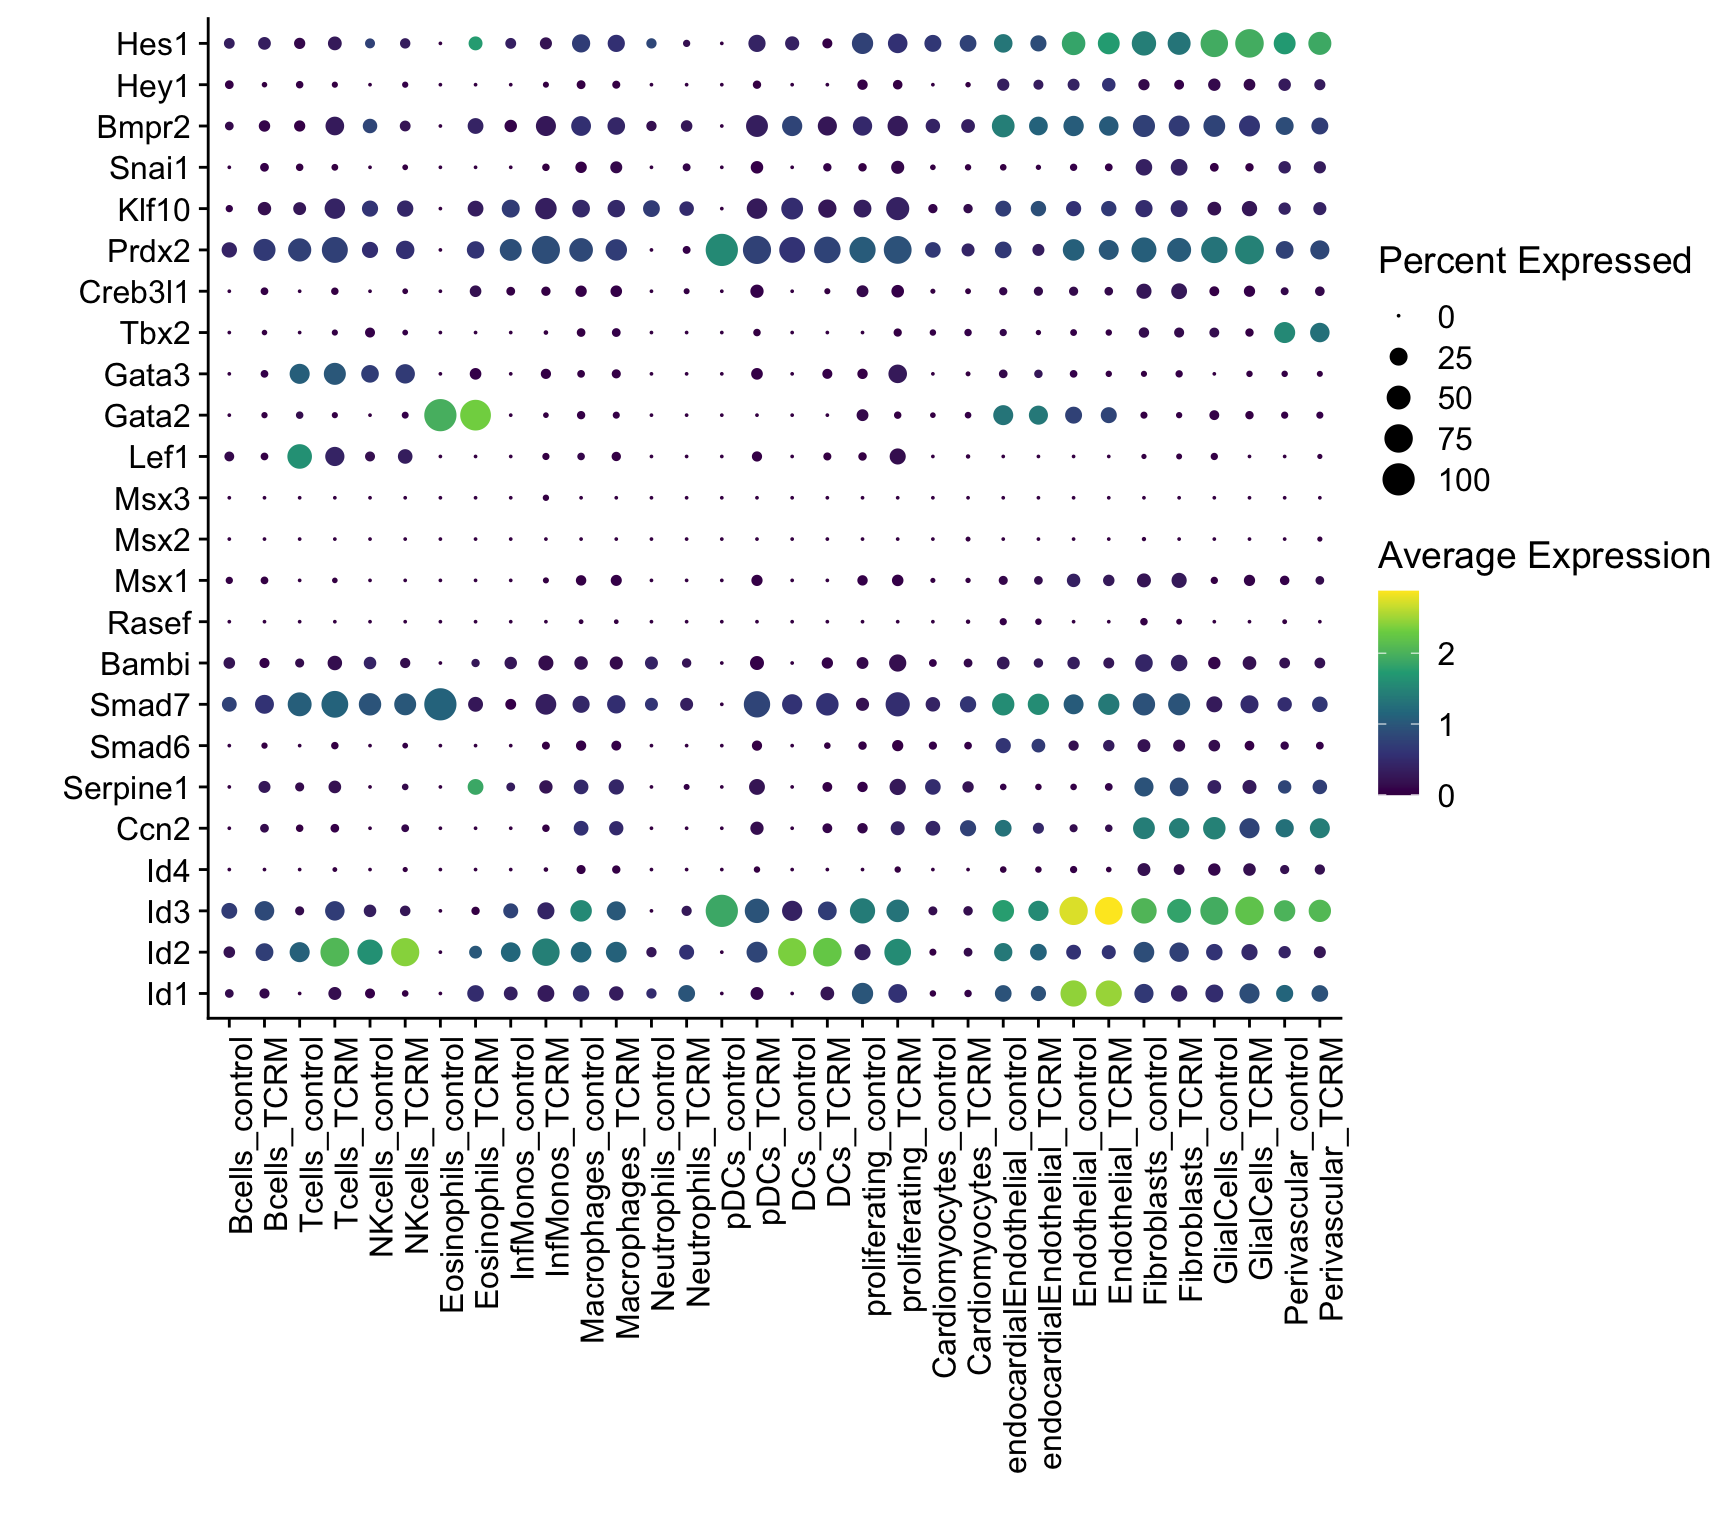 Hes1
Hey1
Bmpr2
Snai1
Klf10
Prdx2
Creb3l1
Tbx2
Gata3
Gata2
Lef1
Msx3
Msx2
Msx1
Rasef
Bambi
Smad7
Smad6
Serpine1
Ccn2
Id4
Id3
Id2
Id1
Bcells_control
Bcells_TCRM
Tcells_control
Tcells_TCRM
NKcells_control
NKcells_TCRM
Eosinophils_control
Eosinophils_TCRM
InfMonos_control
InfMonos_TCRM
Macrophages_control
Macrophages_TCRM
Neutrophils_control
Neutrophils_TCRM
pDCs_control
pDCs_TCRM
DCs_control
DCs_TCRM
proliferating_control
proliferating_TCRM
Cardiomyocytes_control
Cardiomyocytes_TCRM
endocardialEndothelial_control
endocardialEndothelial_TCRM
Endothelial_control
Endothelial_TCRM
Fibroblasts_control
Fibroblasts_TCRM
GlialCells_control
GlialCells_TCRM
Perivascular_control
Perivascular_TCRM
Percent Expressed
0
25
50
75
100
Average Expression
2
1
0